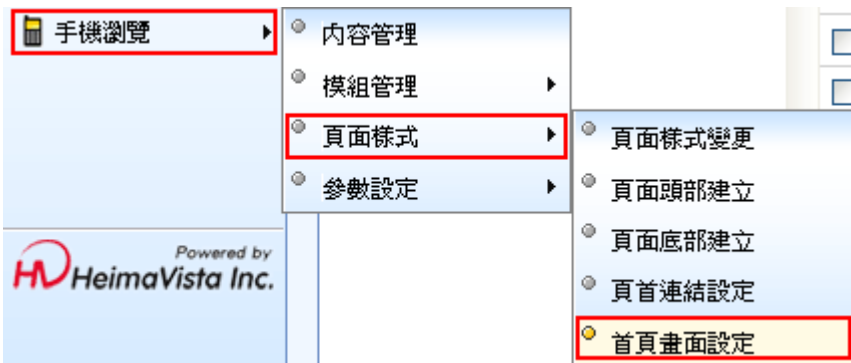 手機瀏覽
內容管理
模組管理
頁面樣式
參數設定
頁面樣式變更
頁面頭部建立
頁面底部建立
頁首連結設定
首頁畫面設定
Powered by
HeimaVista Inc.